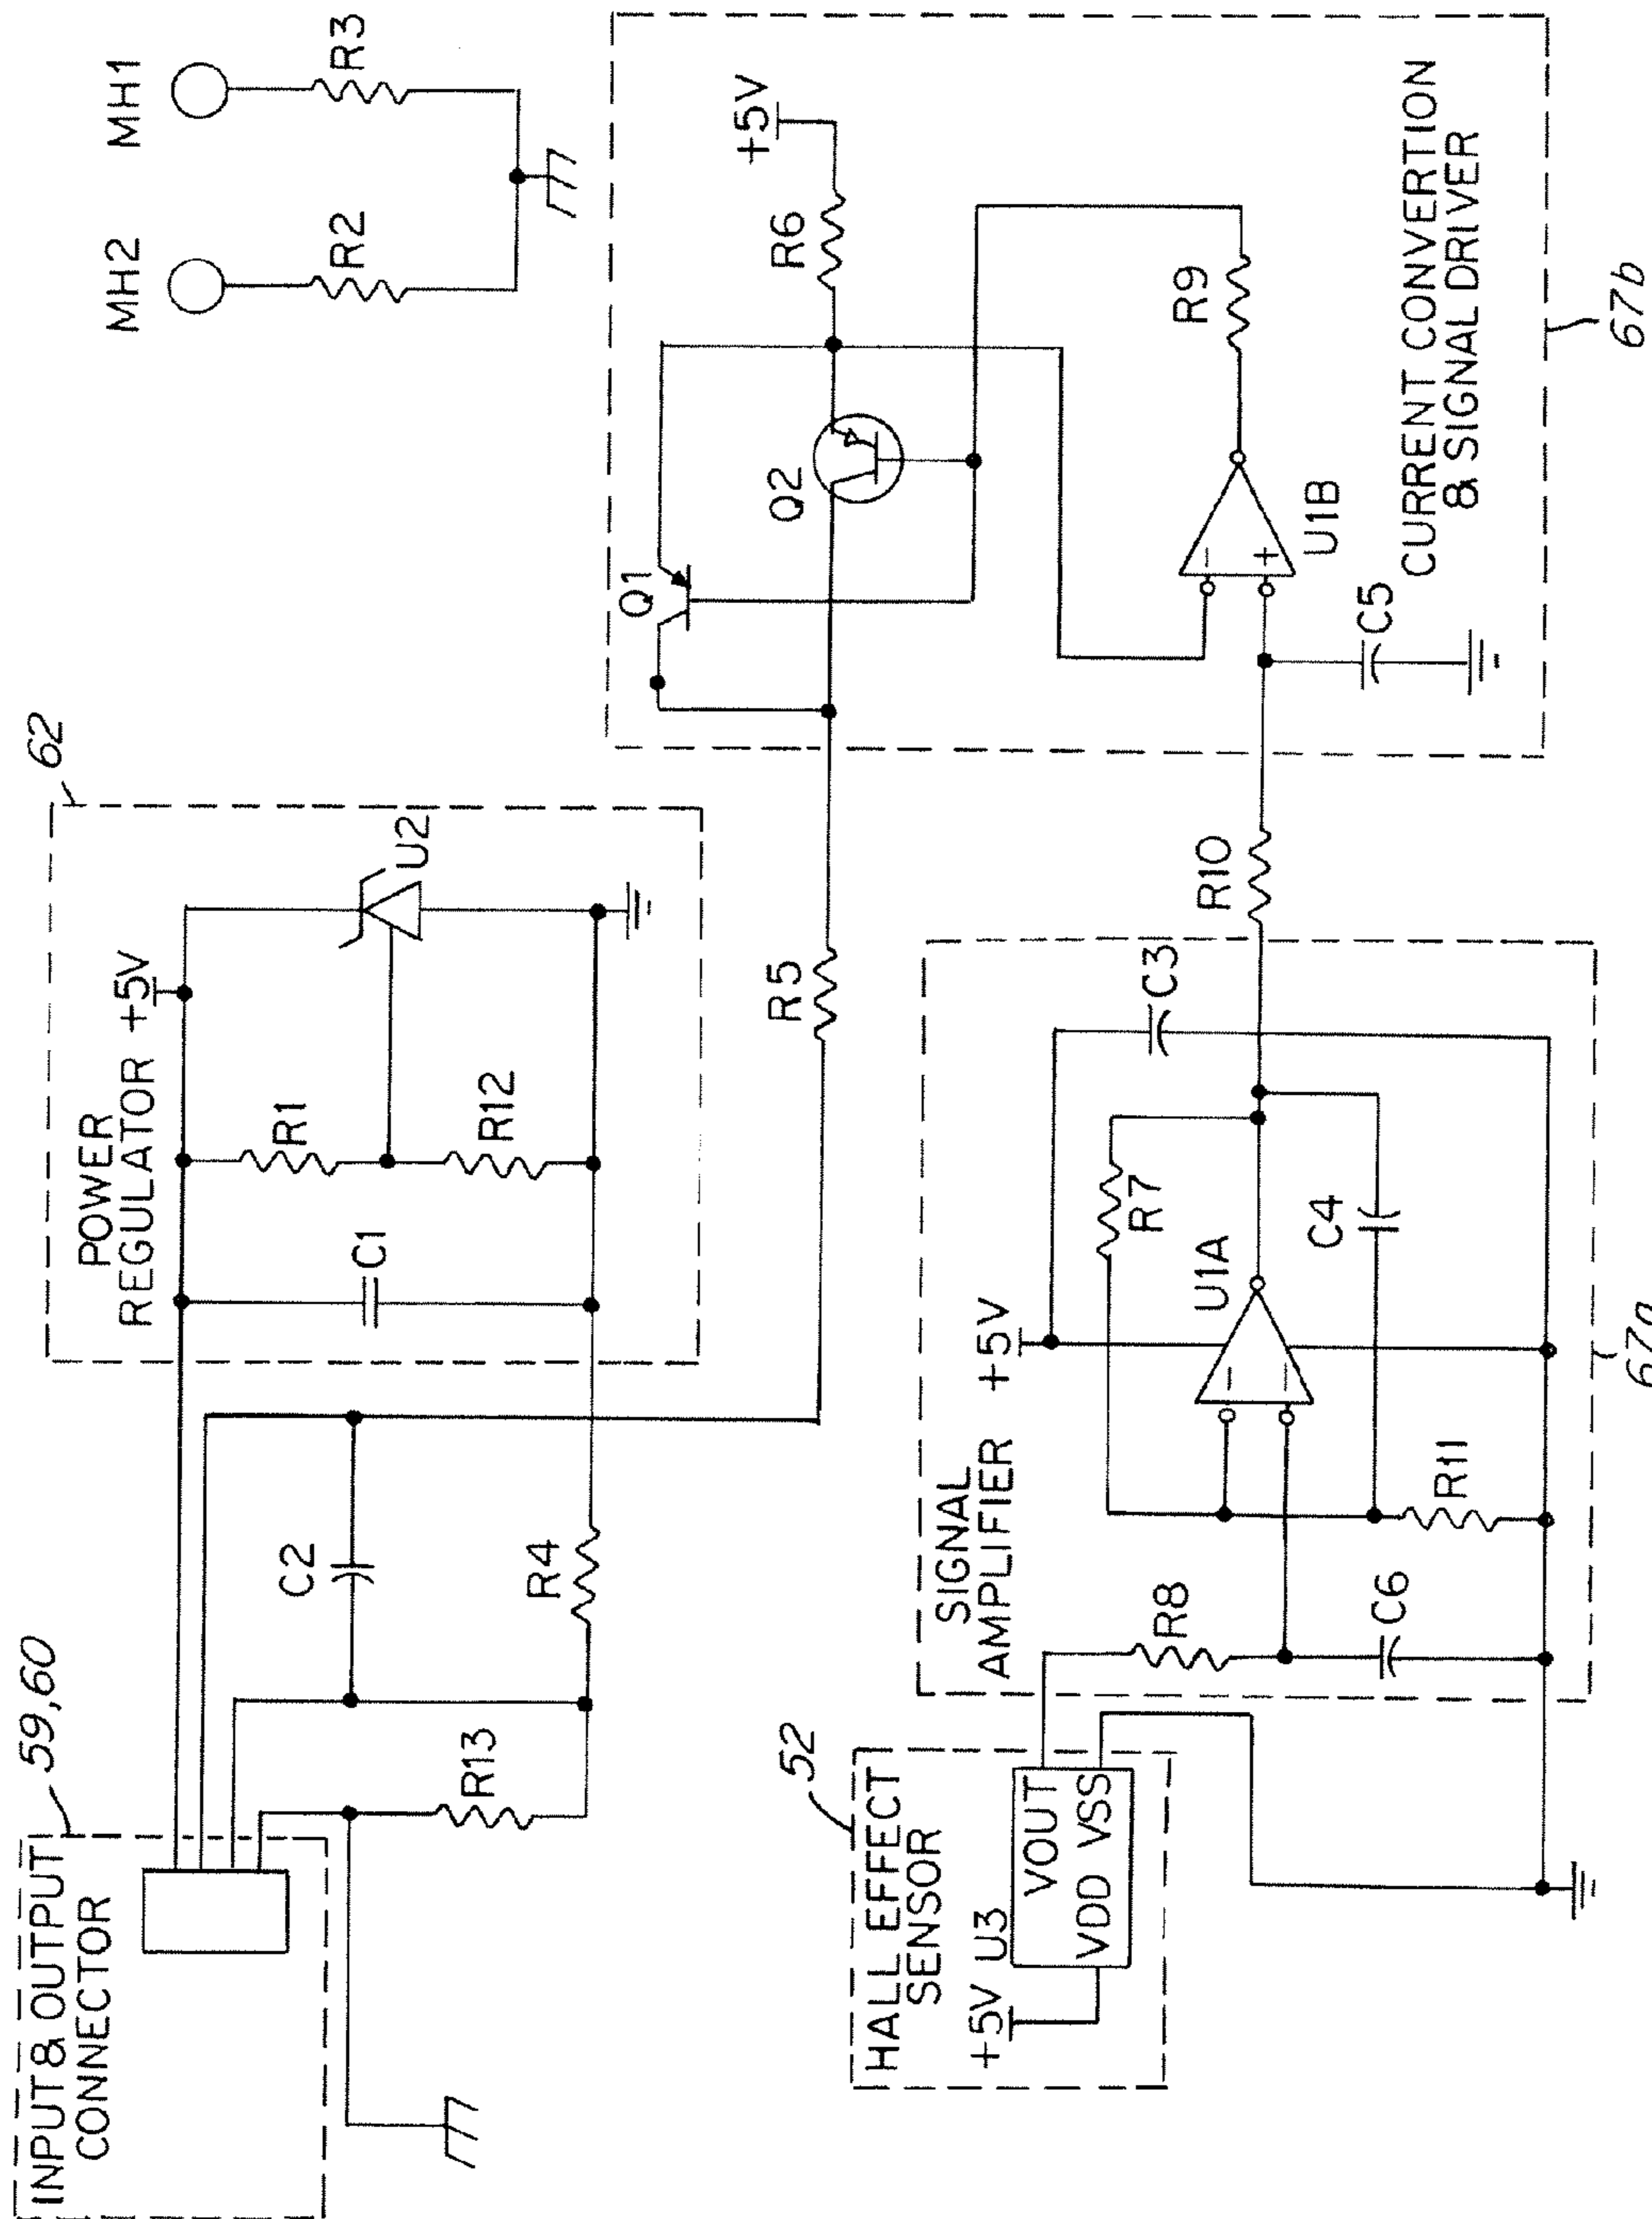 59,60
INPUT & OUTPUT
CONNECTOR
R13
C2
R4
62
POWER
REGULATOR
+5V
C1
R1
R12
U2
R5
MH2
MH1
R2
R3
Q1
Q2
R6
+5V
R9
U1B
−
+
C5
CURRENT CONVERTION
& SIGNAL DRIVER
67b
52
HALL EFFECT
SENSOR
+5V
U3
VOUT
VDD VSS
SIGNAL
AMPLIFIER
+5V
R8
C6
R11
U1A
−
−
R7
C4
C3
R10
67a